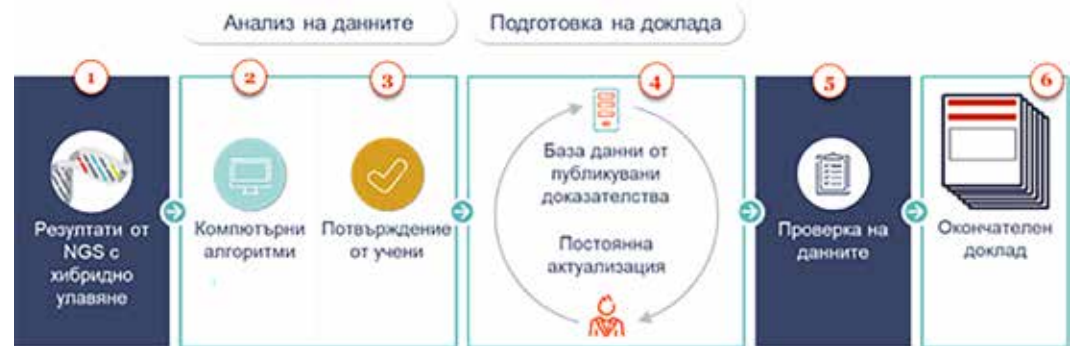 Анализ на данните
Подготовка на доклада
1
2
3
4
5
6
Резултати от
NGS с
хибридно
улавяне
Компютърни
алгоритми
Потвърждение
от учени
База данни от
публикувани
доказателства
Постоянна
актуализация
Проверка на
данните
Окончателен
доклад